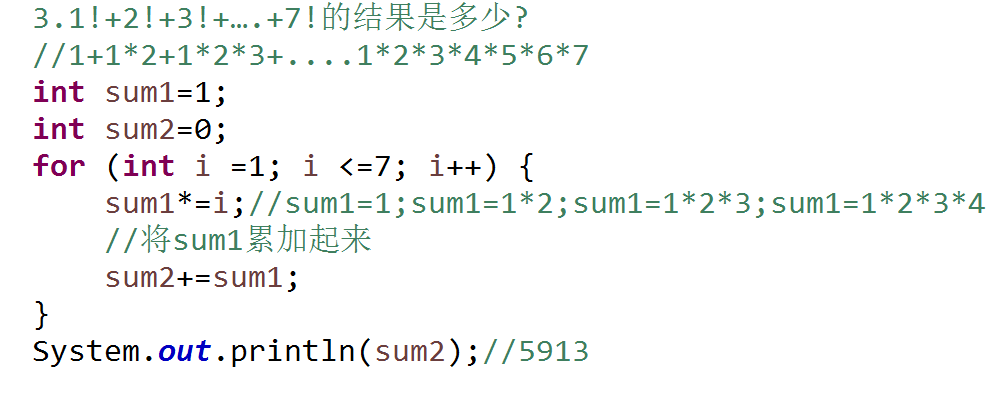 3.1!+2!+3!+….+7!的结果是多少?
//1+1*2+1*2*3+....1*2*3*4*5*6*7
int sum1=1;
int sum2=0;
for (int i =1; i <=7; i++) {
sum1*=i;//sum1=1;sum1=1*2;sum1=1*2*3;sum1=1*2*3*4
//将sum1累加起来
sum2+=sum1;
}
System.out.println(sum2);//5913